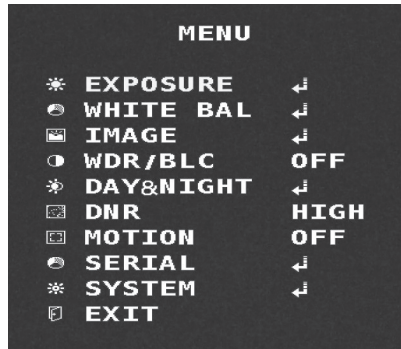 MENU
EXPOSURE ↲
WHITE BAL ↲
IMAGE ↲
WDR/BLC OFF
DAY&NIGHT ↲
DNR HIGH
MOTION OFF
SERIAL ↲
SYSTEM ↲
EXIT